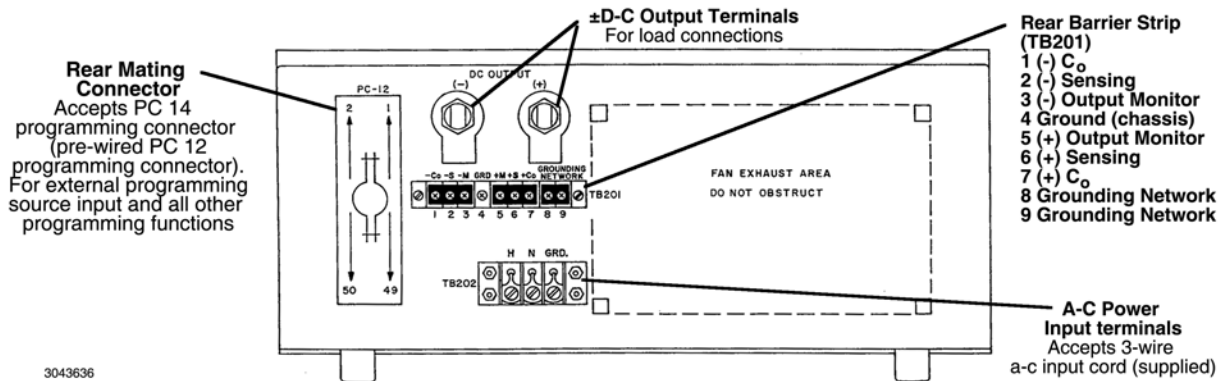 ±D-C Output Terminals
For load connections
Rear Mating
Connector
Accepts PC 14
programming connector
(pre-wired PC 12
programming connector).
For external programming
source input and all other
programming functions
Rear Barrier Strip
(TB201)
1 (-) Co
2 (-) Sensing
3 (-) Output Monitor
4 Ground (chassis)
5 (+) Output Monitor
6 (+) Sensing
7 (+) Co
8 Grounding Network
9 Grounding Network
DC OUTPUT
(-) (+)
PC-12
2 1
50 49
GROUNDING
-Co -S -M GRD +M +S +Co NETWORK
TB201
1 2 3 4 5 6 7 8 9
FAN EXHAUST AREA
DO NOT OBSTRUCT
H N GRD.
TB202
A-C Power
Input terminals
Accepts 3-wire
a-c input cord (supplied)
3043636